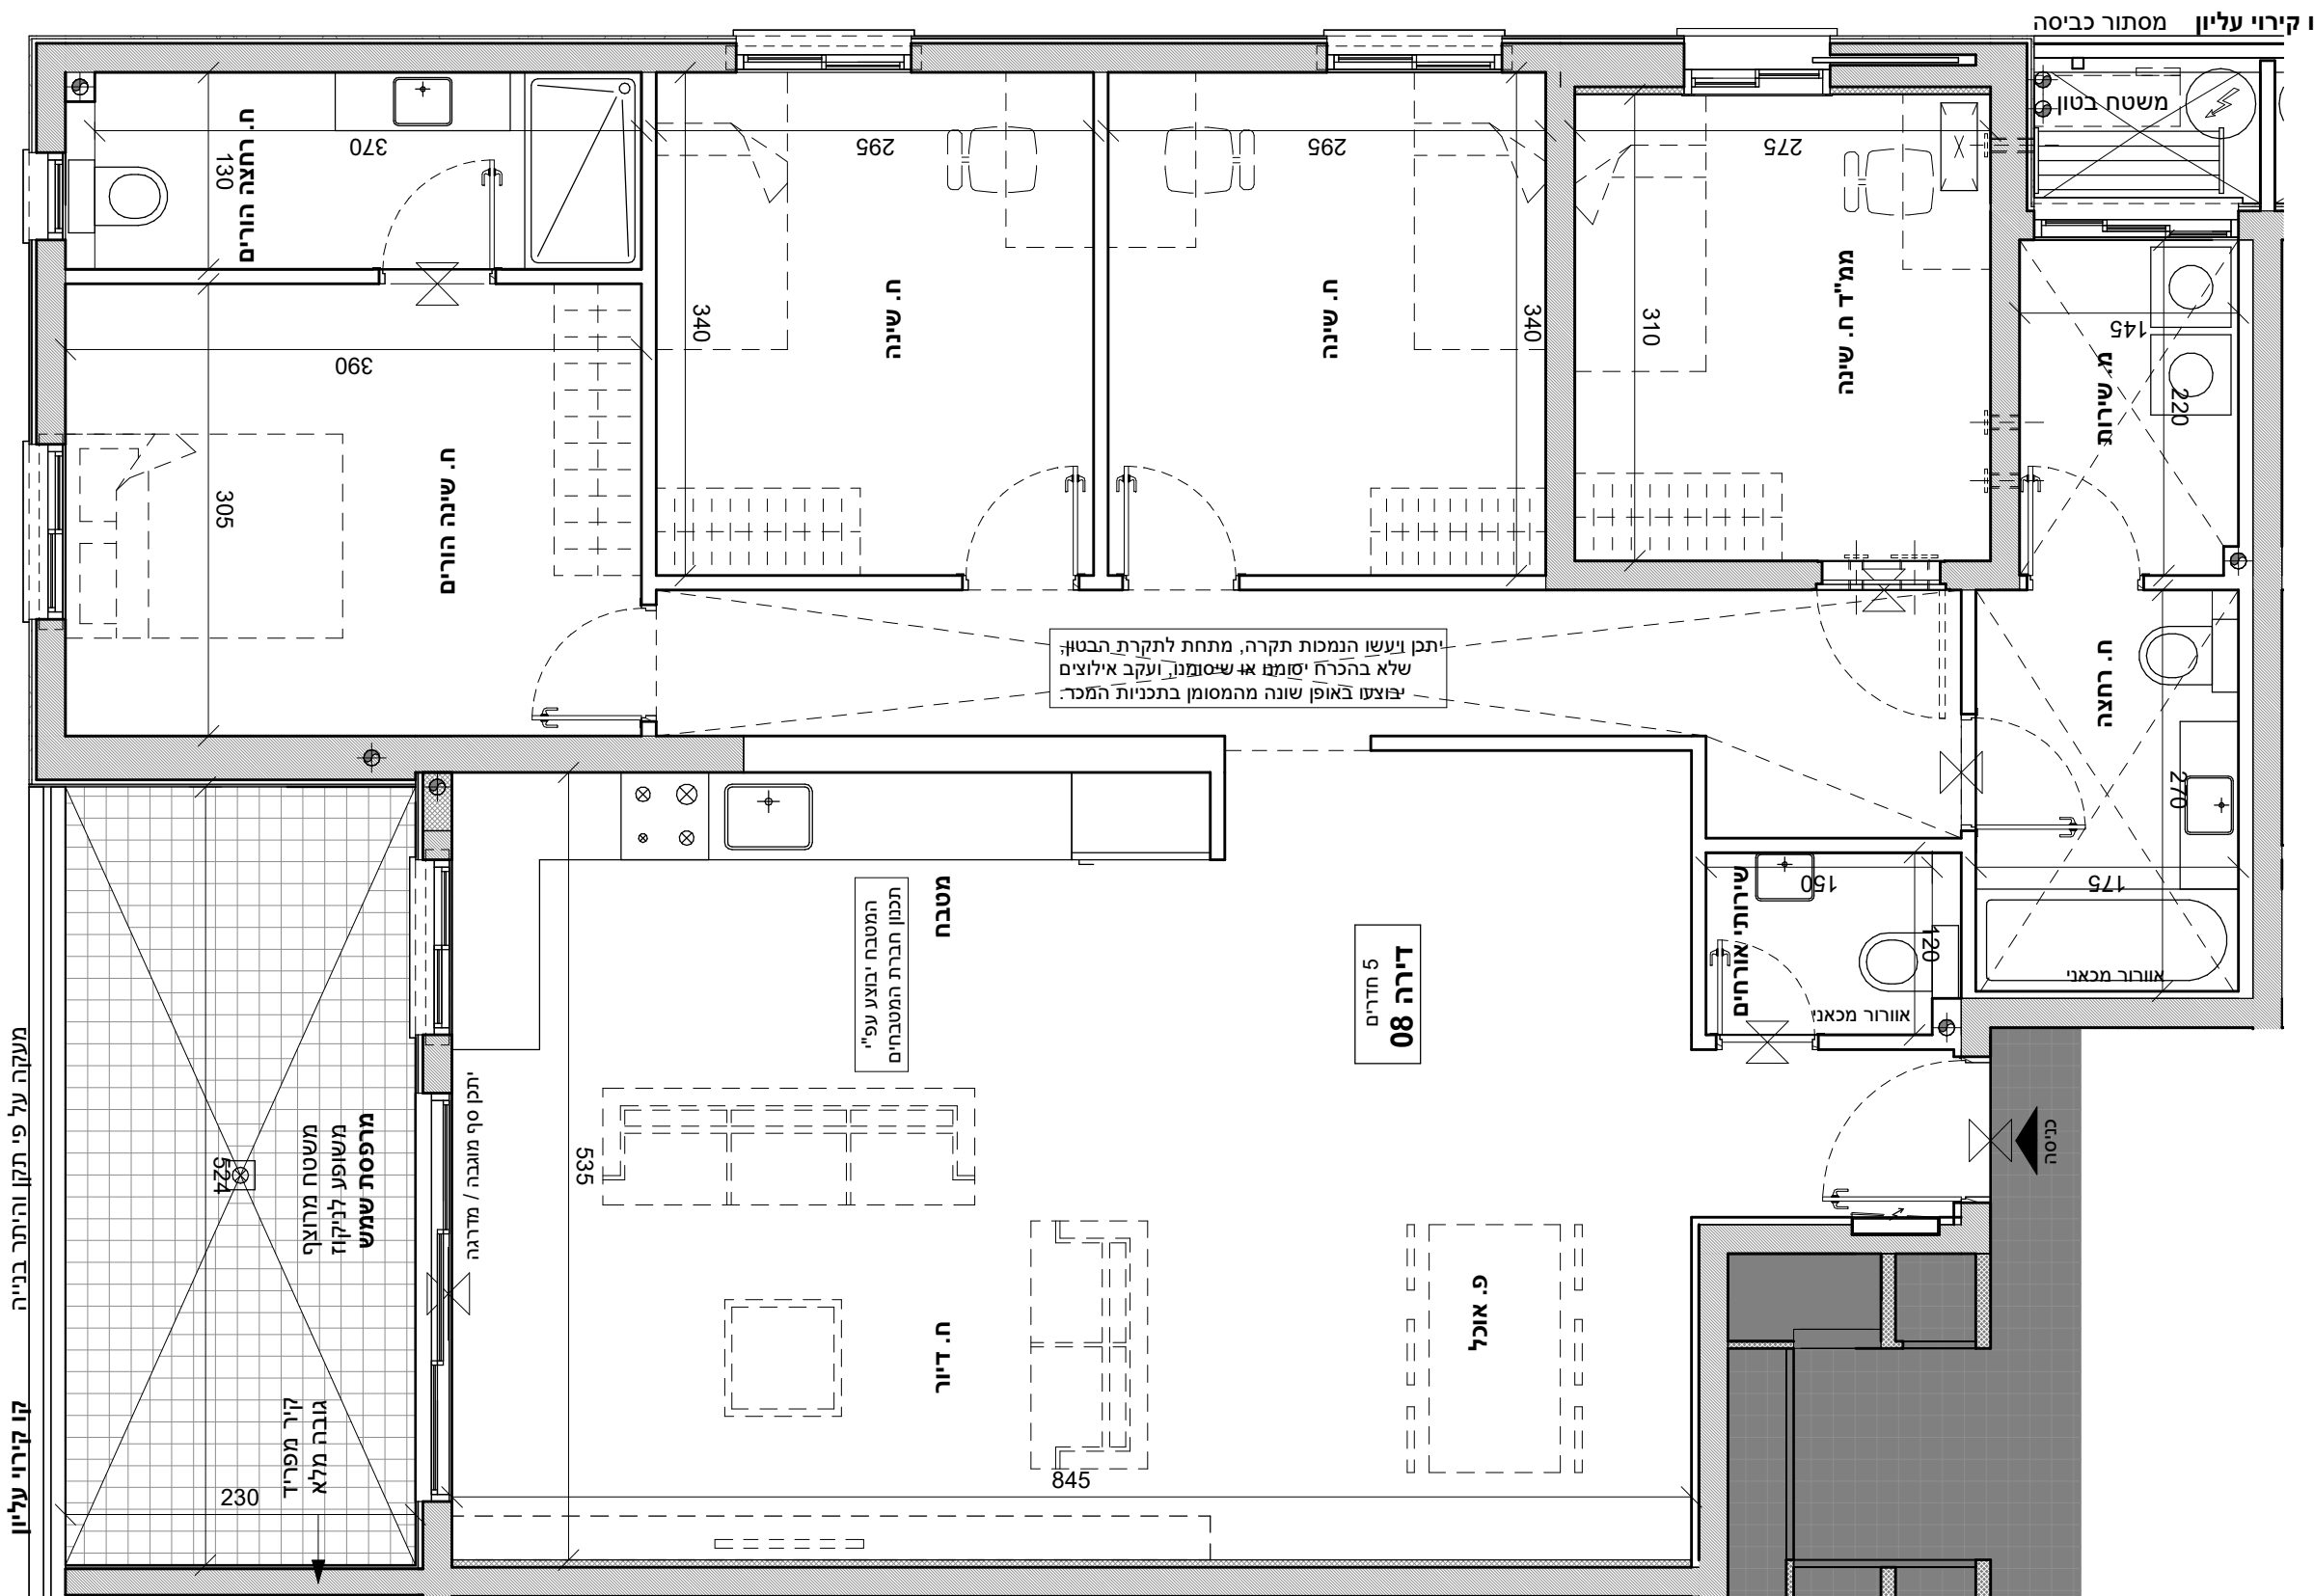 ו קירוי עליון
מסתור כביסה
משטח בטון
ח. רחצה הורים
130
370
295
295
275
ח. שינה
340
ח. שינה
340
ממ"ד ח. שינה
310
145
מ. שירות
220
390
ח. שינה הורים
305
יתכן ויעשו הנמכות תקרה, מתחת לתקרת הבטון,
שלא בהכרח יסומנו או שיסומנו, ועקב אילוצים
יבוצעו באופן שונה מהמסומן בתכניות המכר.
ח. רחצה
270
175
אוורור מכאני
שירותי אורחים
150
120
אוורור מכאני
מטבח
המטבח יבוצע עפ"י
תכנון חברת המטבחים
דירה 08
5 חדרים
כניסה
יתכן סף מוגבה / מדרגה
535
מרפסת שמש
משופע לניקוז
משטח מרוצף
524
ח. דיור
פ. אוכל
845
קיר מפריד
גובה מלא
230
מעקה על פי תקן והיתר בנייה
קו קירוי עליון